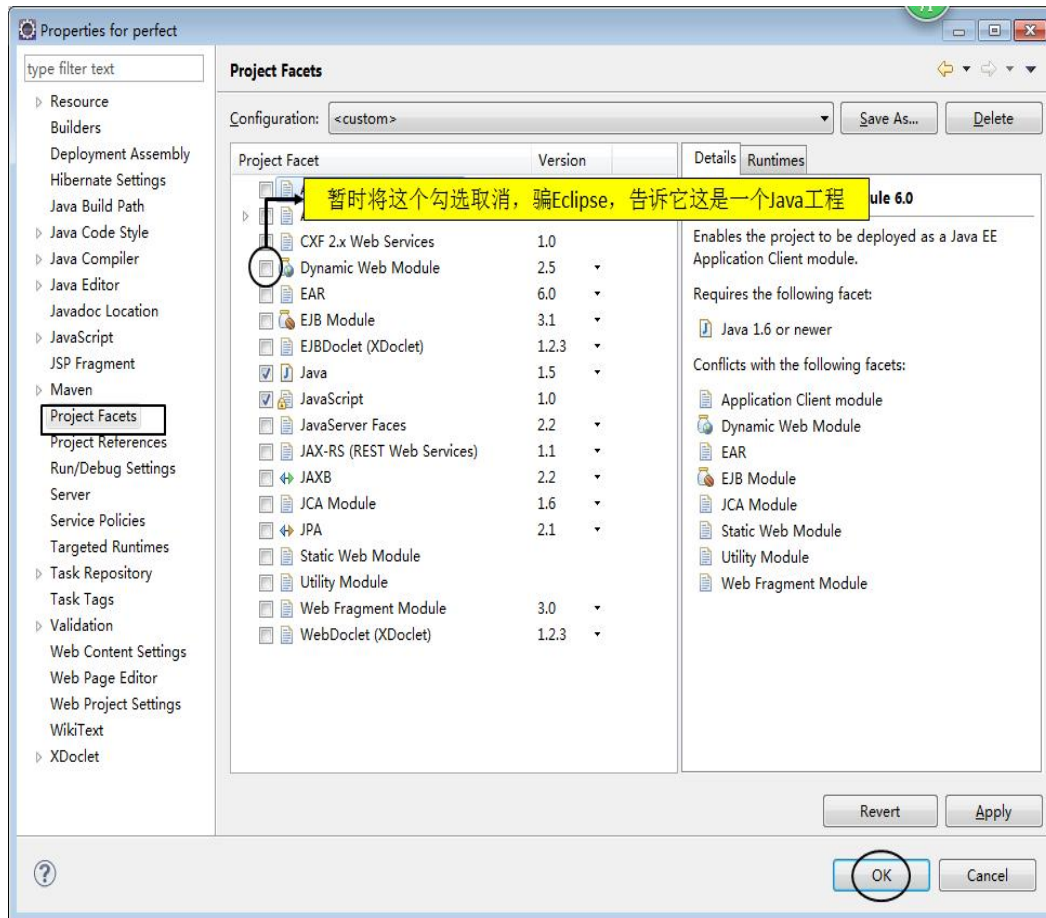 Properties for perfect
type filter text
Resource
Builders
Deployment Assembly
Hibernate Settings
Java Build Path
Java Code Style
Java Compiler
Java Editor
Javadoc Location
JavaScript
JSP Fragment
Maven
Project Facets
Project References
Run/Debug Settings
Server
Service Policies
Targeted Runtimes
Task Repository
Task Tags
Validation
Web Content Settings
Web Page Editor
Web Project Settings
WikiText
XDoclet
Project Facets
Configuration: <custom> Save As... Delete
Project Facet Version
暂时将这个勾选取消，骗Eclipse，告诉它这是一个Java工程
CXF 2.x Web Services 1.0
Dynamic Web Module 2.5
EAR 6.0
EJB Module 3.1
EJBDoclet (XDoclet) 1.2.3
Java 1.5
JavaScript 1.0
JavaServer Faces 2.2
JAX-RS (REST Web Services) 1.1
JAXB 2.2
JCA Module 1.6
JPA 2.1
Static Web Module
Utility Module
Web Fragment Module 3.0
WebDoclet (XDoclet) 1.2.3
Details Runtimes
6.0
Enables the project to be deployed as a Java EE
Application Client module.
Requires the following facet:
Java 1.6 or newer
Conflicts with the following facets:
Application Client module
Dynamic Web Module
EAR
EJB Module
JCA Module
Static Web Module
Utility Module
Web Fragment Module
Revert Apply
OK Cancel